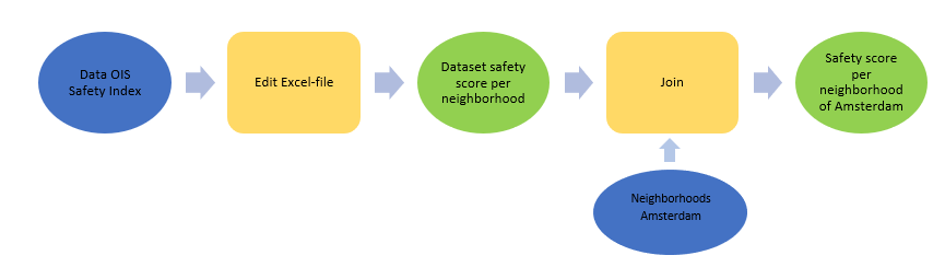 Data OIS
Safety Index
Edit Excel-file
Dataset safety
score per
neighborhood
Join
Safety score
per
neighborhood
of Amsterdam
Neighborhoods
Amsterdam